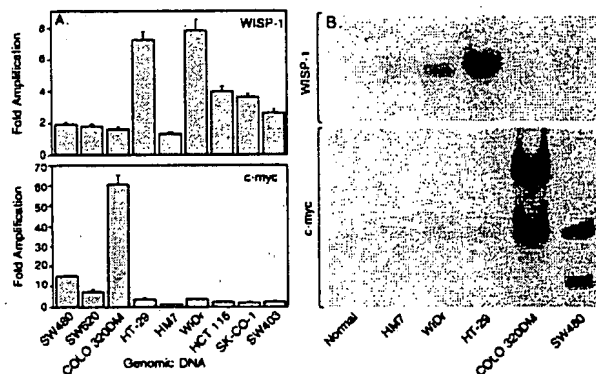 A.
WISP-1
Fold Amplification
8
6
4
2
0
c-myc
Fold Amplification
70
60
50
40
30
20
10
0
SW480
SW620
COLO 320DM
HT-29
HM7
WiDr
HCT 116
SK-CO-1
SW403
Genomic DNA
B.
WISP-1
c-myc
Normal
HM7
WiDr
HT-29
COLO 320DM
SW480